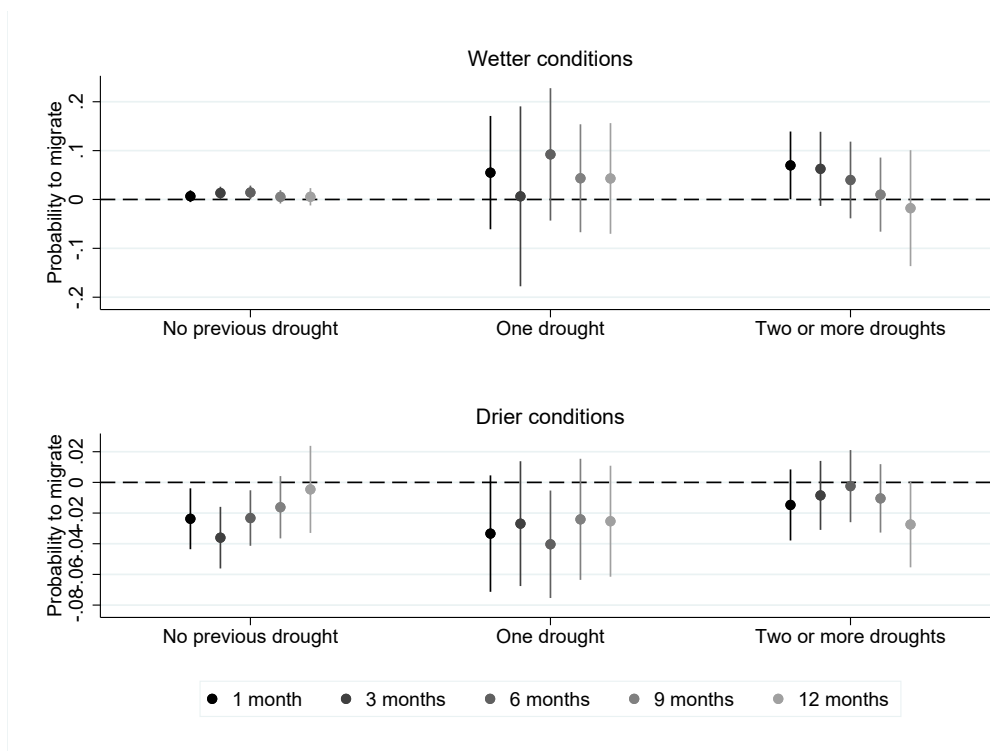 Wetter conditions
Probability to migrate
.2
.1
0
-.1
-.2
No previous drought One drought Two or more droughts
Drier conditions
Probability to migrate
.02
0
-.02
-.04
-.06
-.08
No previous drought One drought Two or more droughts
1 month 3 months 6 months 9 months 12 months